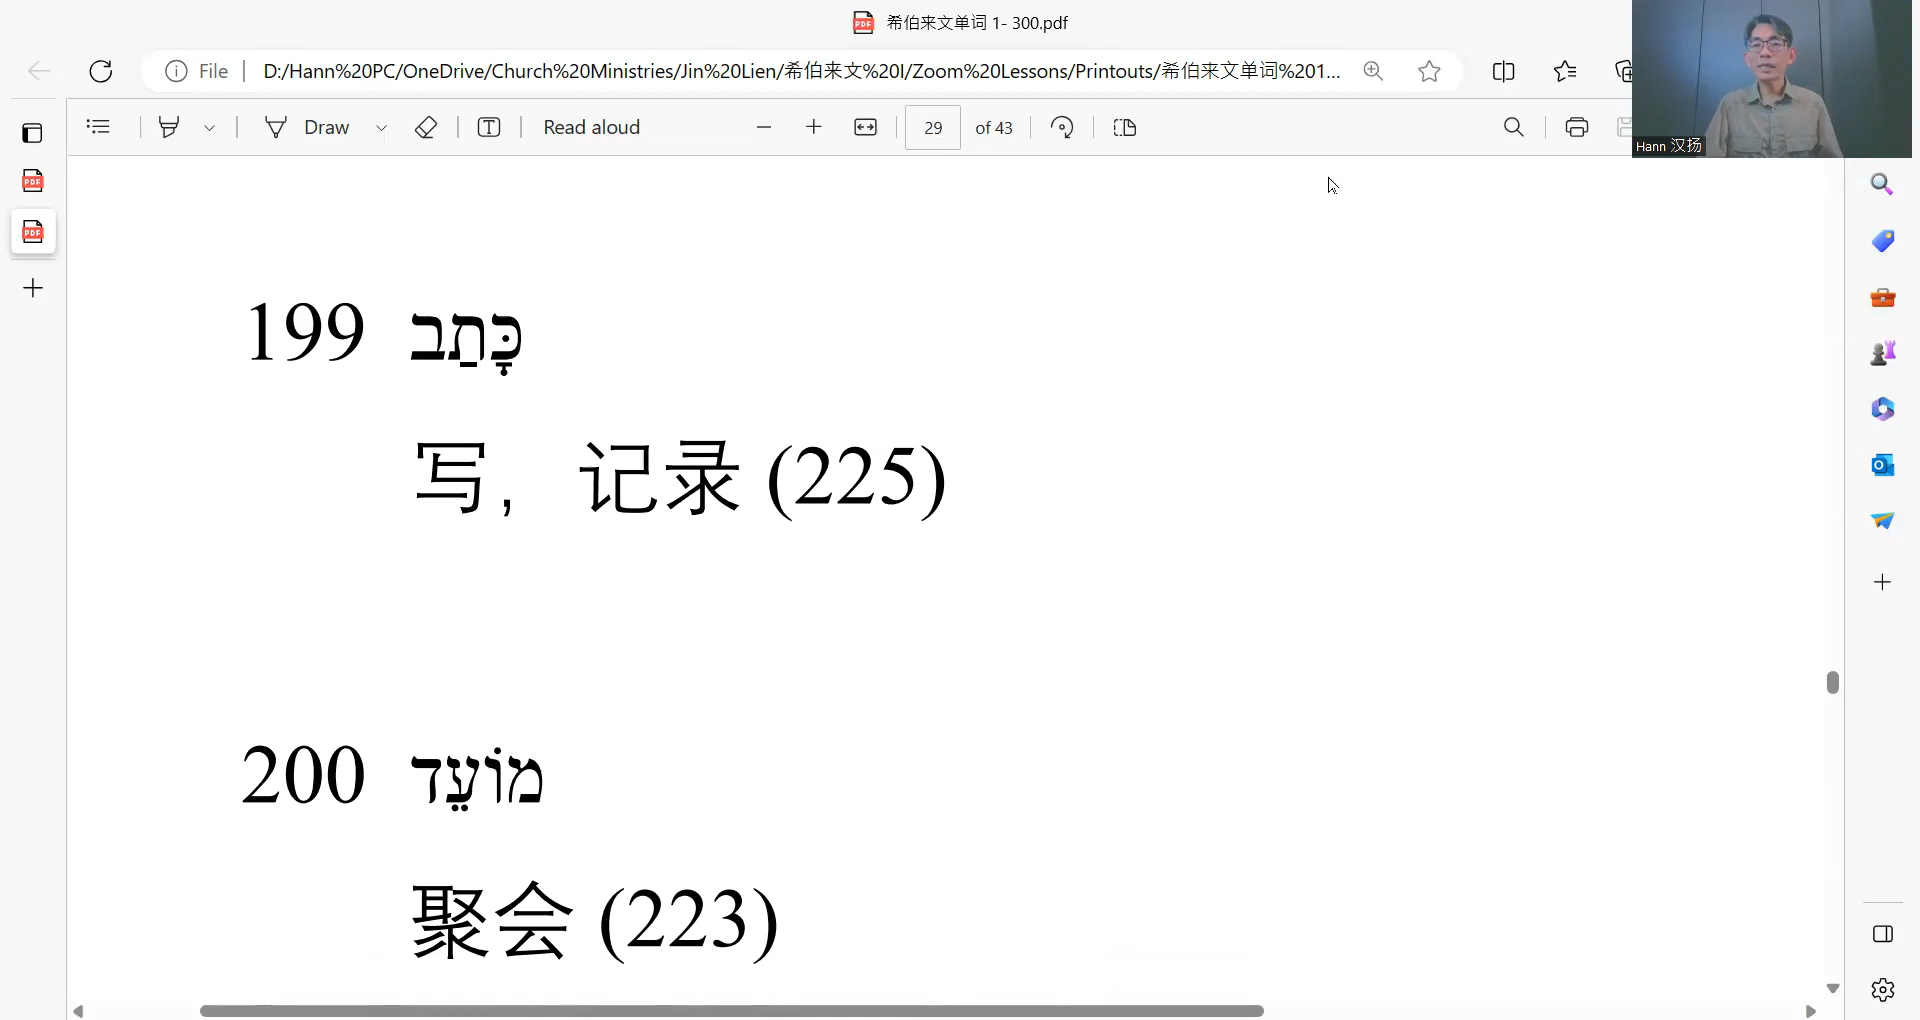 希伯来文单词 1- 300.pdf
File
D:/Hann%20PC/OneDrive/Church%20Ministries/Jin%20Lien/希伯来文%20I/Zoom%20Lessons/Printouts/希伯来文单词%201...
Draw
Read aloud
29
of 43
Hann 汉扬
199 כָּתַב
写, 记录 (225)
200 מוֹעֵד
聚会 (223)